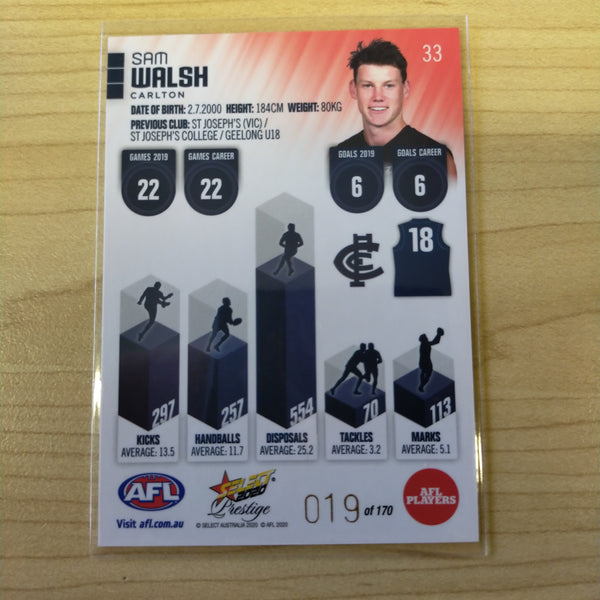 SAM
WALSH
CARLTON
33
DATE OF BIRTH: 2.7.2000 HEIGHT: 184CM WEIGHT: 80KG
PREVIOUS CLUB: ST JOSEPH'S (VIC) /
ST JOSEPH'S COLLEGE / GEELONG U18
GAMES 2019
22
GAMES CAREER
22
GOALS 2019
6
GOALS CAREER
6
CFC
18
297
KICKS
AVERAGE: 13.5
257
HANDBALLS
AVERAGE: 11.7
554
DISPOSALS
AVERAGE: 25.2
70
TACKLES
AVERAGE: 3.2
113
MARKS
AVERAGE: 5.1
AFL
Visit afl.com.au
SELECT
2020
Prestige
© SELECT AUSTRALIA 2020 © AFL 2020
019 of 170
AFL
PLAYERS